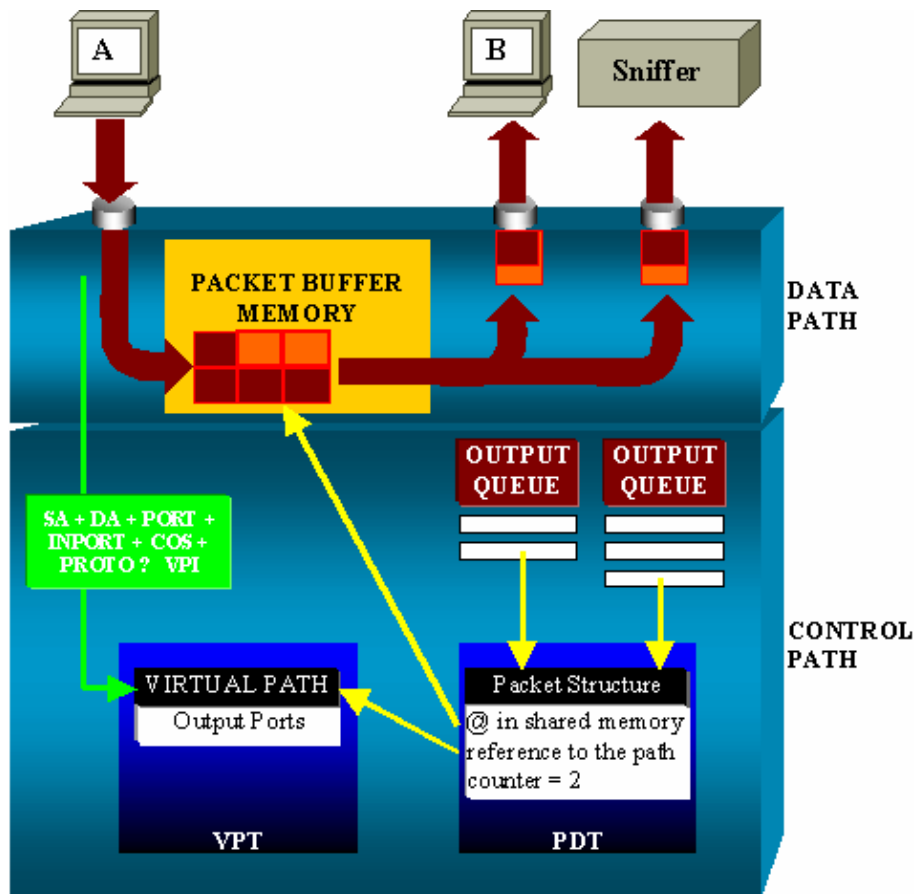 A
B
Sniffer
PACKET BUFFER
MEMORY
DATA
PATH
OUTPUT
QUEUE
OUTPUT
QUEUE
SA + DA + PORT +
INPORT + COS +
PROTO ? VPI
CONTROL
PATH
VIRTUAL PATH
Output Ports
VPT
Packet Structure
@ in shared memory
reference to the path
counter = 2
PDT